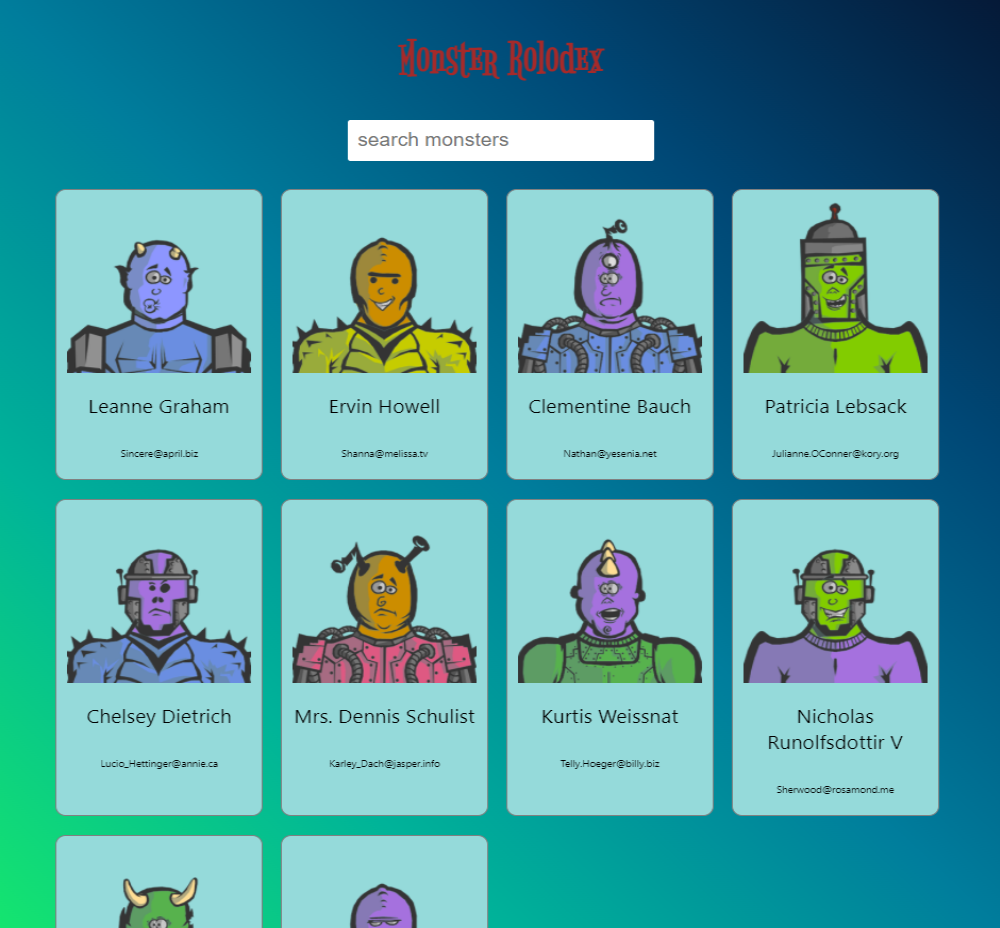 Monster Rolodex
search monsters
Leanne Graham
Sincere@april.biz
Ervin Howell
Shanna@melissa.tv
Clementine Bauch
Nathan@yesenia.net
Patricia Lebsack
Julianne.OConner@kory.org
Chelsey Dietrich
Lucio_Hettinger@annie.ca
Mrs. Dennis Schulist
Karley_Dach@jasper.info
Kurtis Weissnat
Telly.Hoeger@billy.biz
Nicholas
Runolfsdottir V
Sherwood@rosamond.me